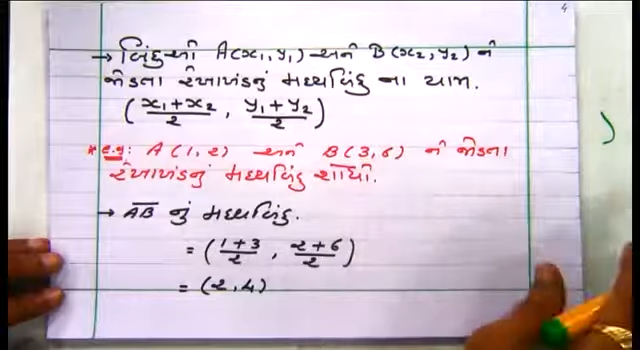 4
→ બિંદુઓ A(x₁, y₁) અને B(x₂, y₂) ને
જોડતા રેખાખંડનું મધ્યબિંદુ ના યામ.
(x₁+x₂/2 , y₁+y₂/2)
* e.g: A (1, 2) અને B (3, 6) ને જોડતા
રેખાખંડનું મધ્યબિંદુ શોધો.
→ A̅B̅ નું મધ્યબિંદુ.
= (1+3/2 , 2+6/2)
= (2, 4)